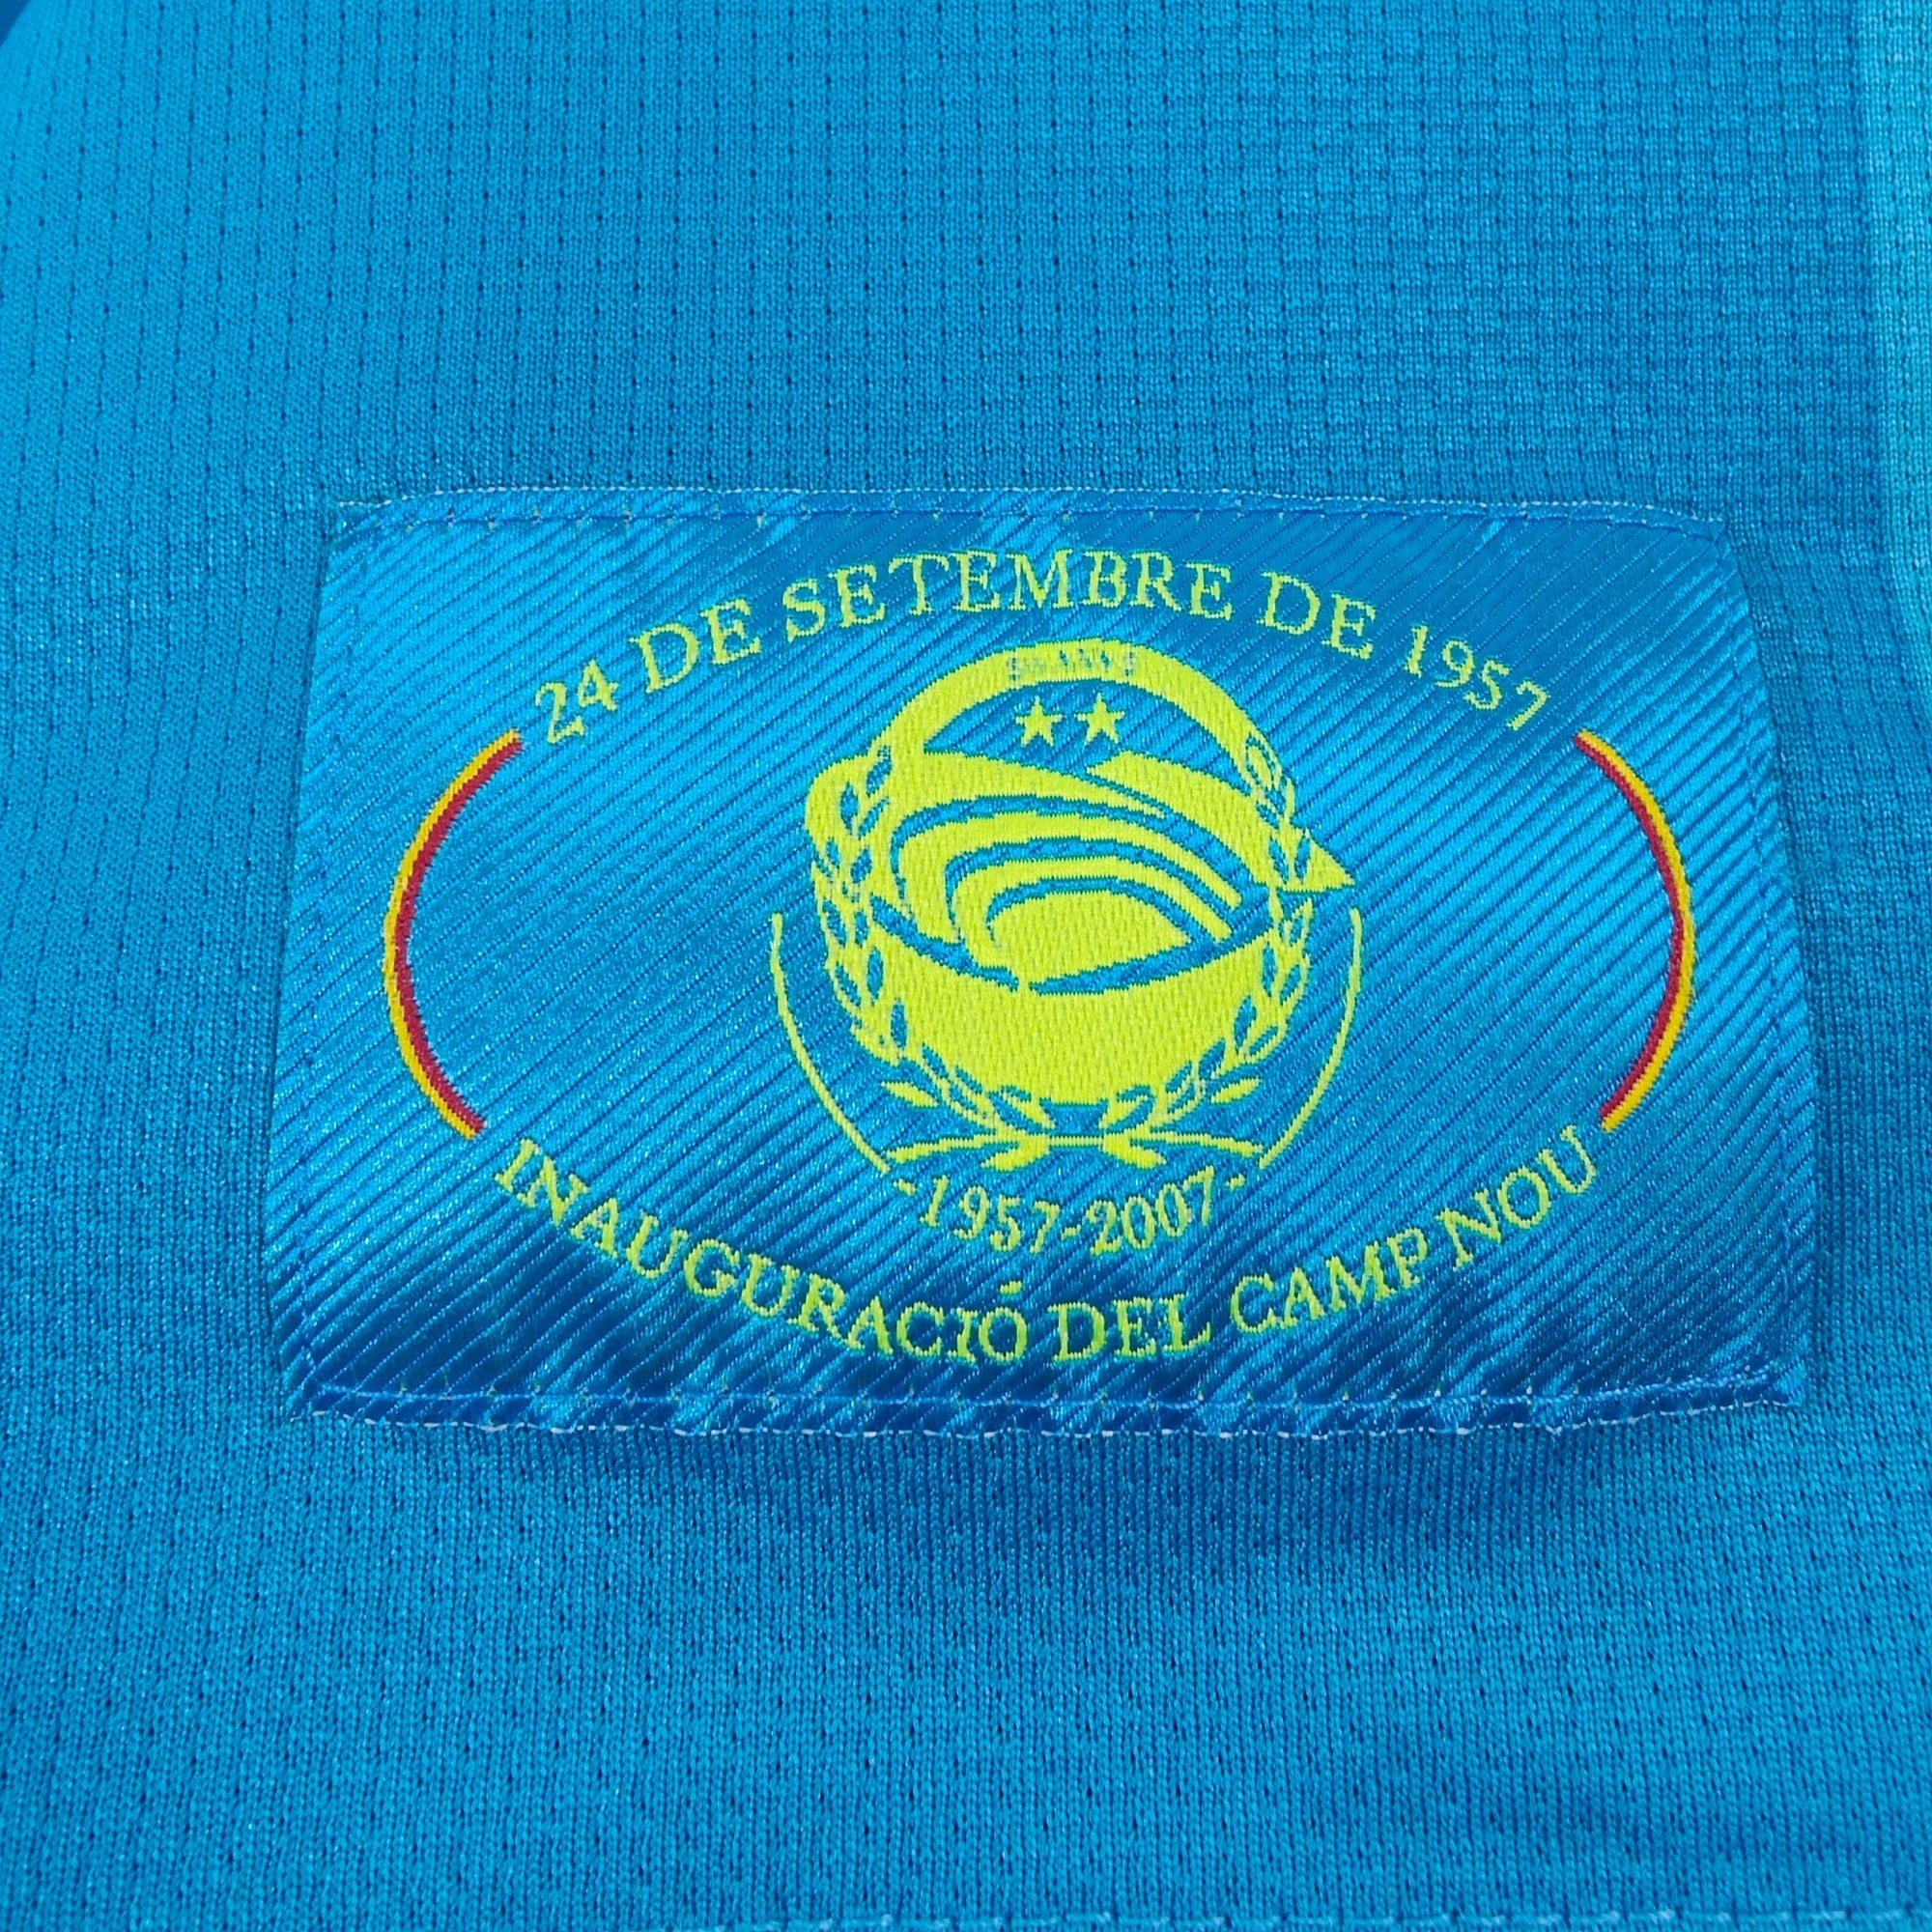 24 DE SETEMBRE DE 1957
-1957-2007-
INAUGURACIÓ DEL CAMP NOU